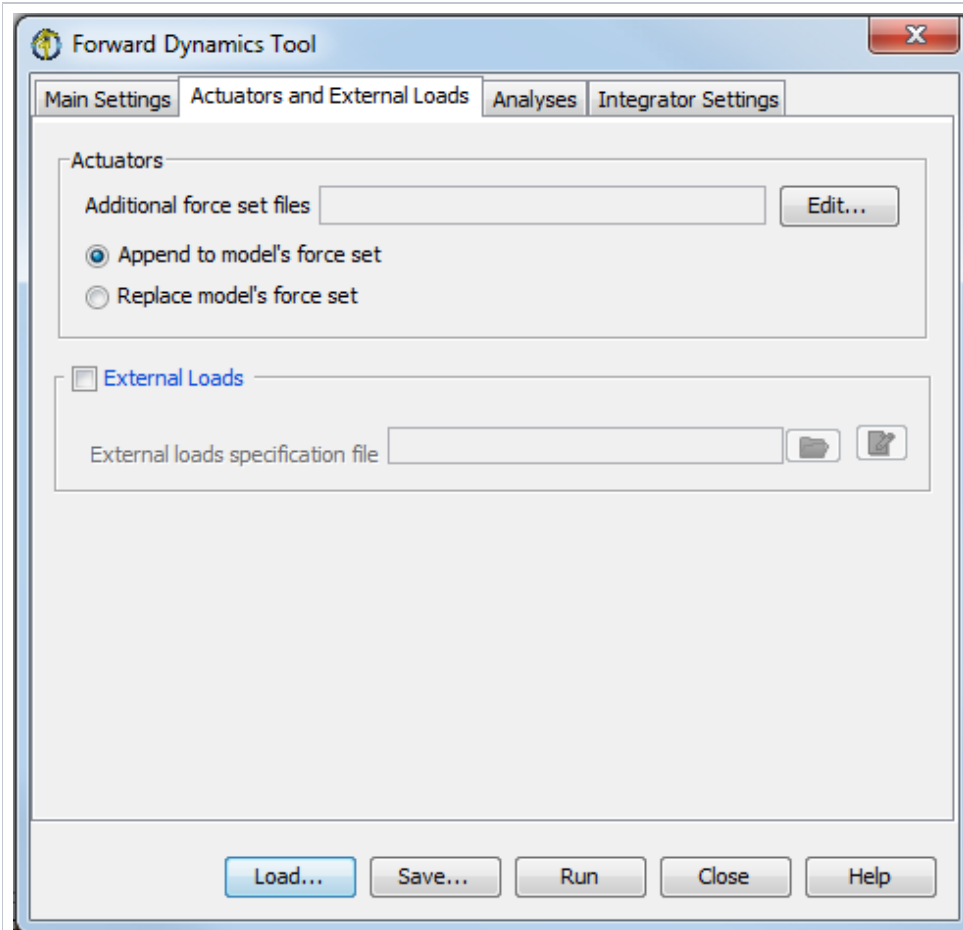 Forward Dynamics Tool
Main Settings Actuators and External Loads Analyses Integrator Settings
Actuators
Additional force set files Edit...
Append to model's force set
Replace model's force set
External Loads
External loads specification file
Load... Save... Run Close Help